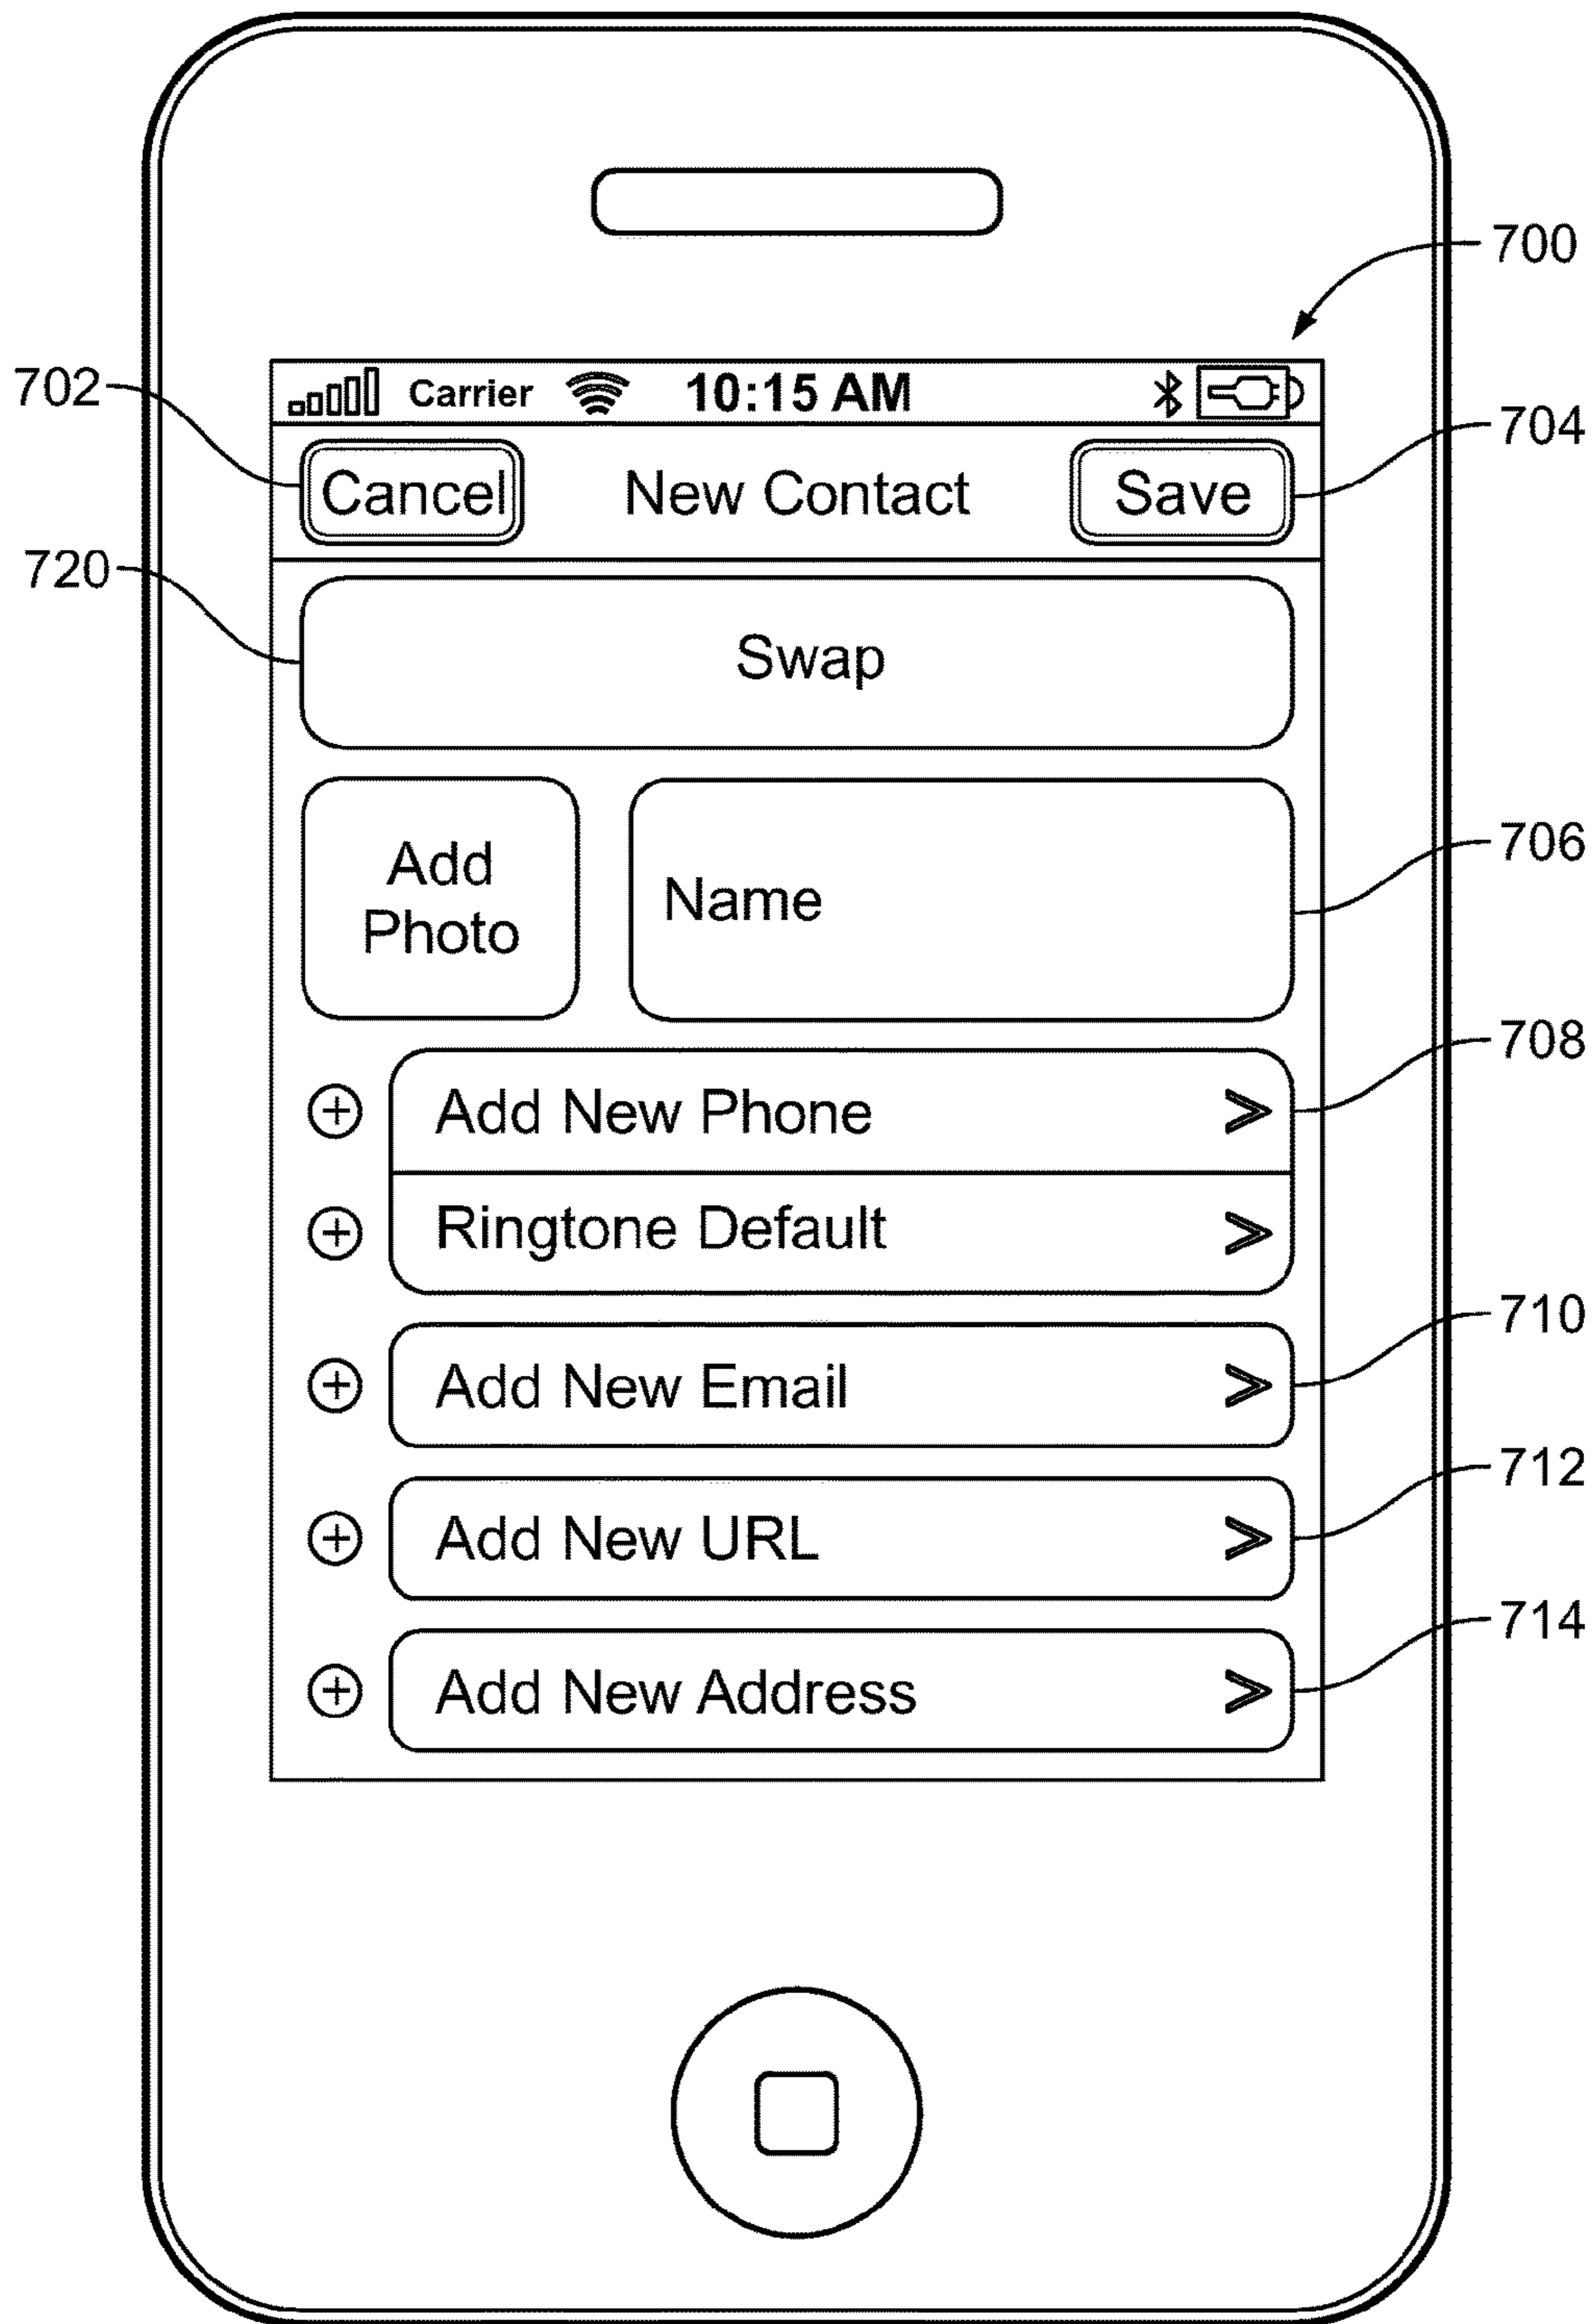 700
702
Carrier 10:15 AM
704
Cancel New Contact Save
720
Swap
706
Add
Photo
Name
708
Add New Phone >
Ringtone Default >
710
Add New Email >
712
Add New URL >
714
Add New Address >